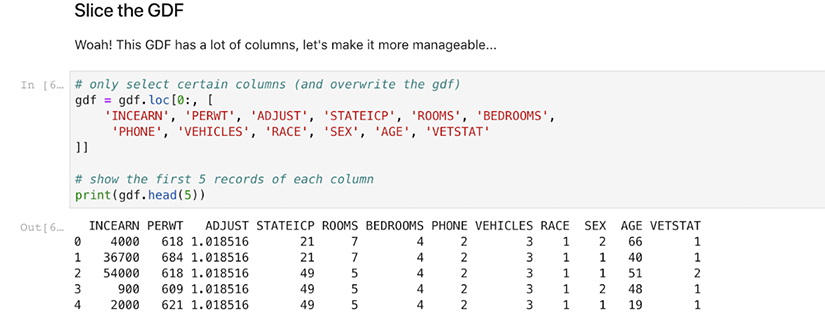 Slice the GDF
Woah! This GDF has a lot of columns, let's make it more manageable...
In [6...
# only select certain columns (and overwrite the gdf)
gdf = gdf.loc[0:, [
    'INCEARN', 'PERWT', 'ADJUST', 'STATEICP', 'ROOMS', 'BEDROOMS',
     'PHONE', 'VEHICLES', 'RACE', 'SEX', 'AGE', 'VETSTAT'
]]
# show the first 5 records of each column
print(gdf.head(5))
Out[6...
  INCEARN PERWT   ADJUST STATEICP ROOMS BEDROOMS PHONE VEHICLES RACE  SEX  AGE VETSTAT
0    4000   618 1.018516       21     7        4     2        3    1    2   66       1
1   36700   684 1.018516       21     7        4     2        3    1    1   40       1
2   54000   618 1.018516       49     5        4     2        3    1    1   51       2
3     900   609 1.018516       49     5        4     2        3    1    2   48       1
4    2000   621 1.018516       49     5        4     2        3    1    1   19       1